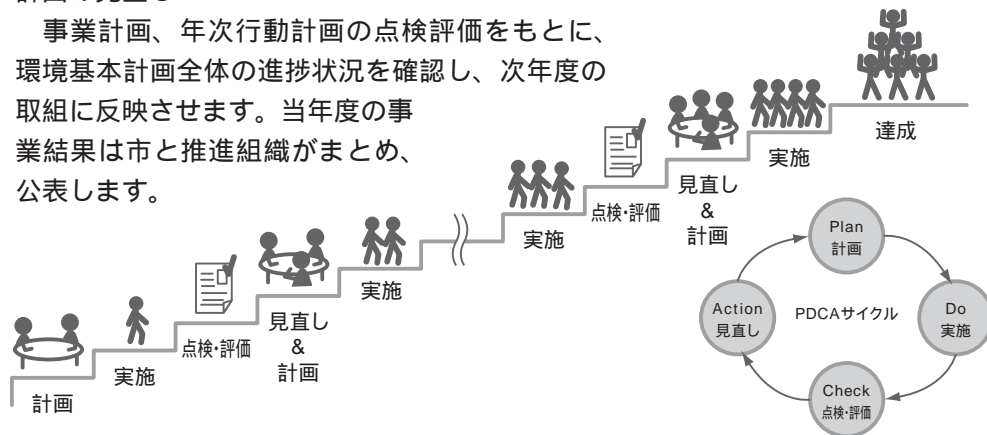 事業計画、年次行動計画の点検評価をもとに、
環境基本計画全体の進捗状況を確認し、次年度の
取組に反映させます。当年度の事
業結果は市と推進組織がまとめ、
公表します。
計画
実施
点検・評価
見直し
&
計画
実施
実施
点検・評価
見直し
&
計画
実施
達成
Plan
計画
Do
実施
Check
点検・評価
Action
見直し
PDCAサイクル